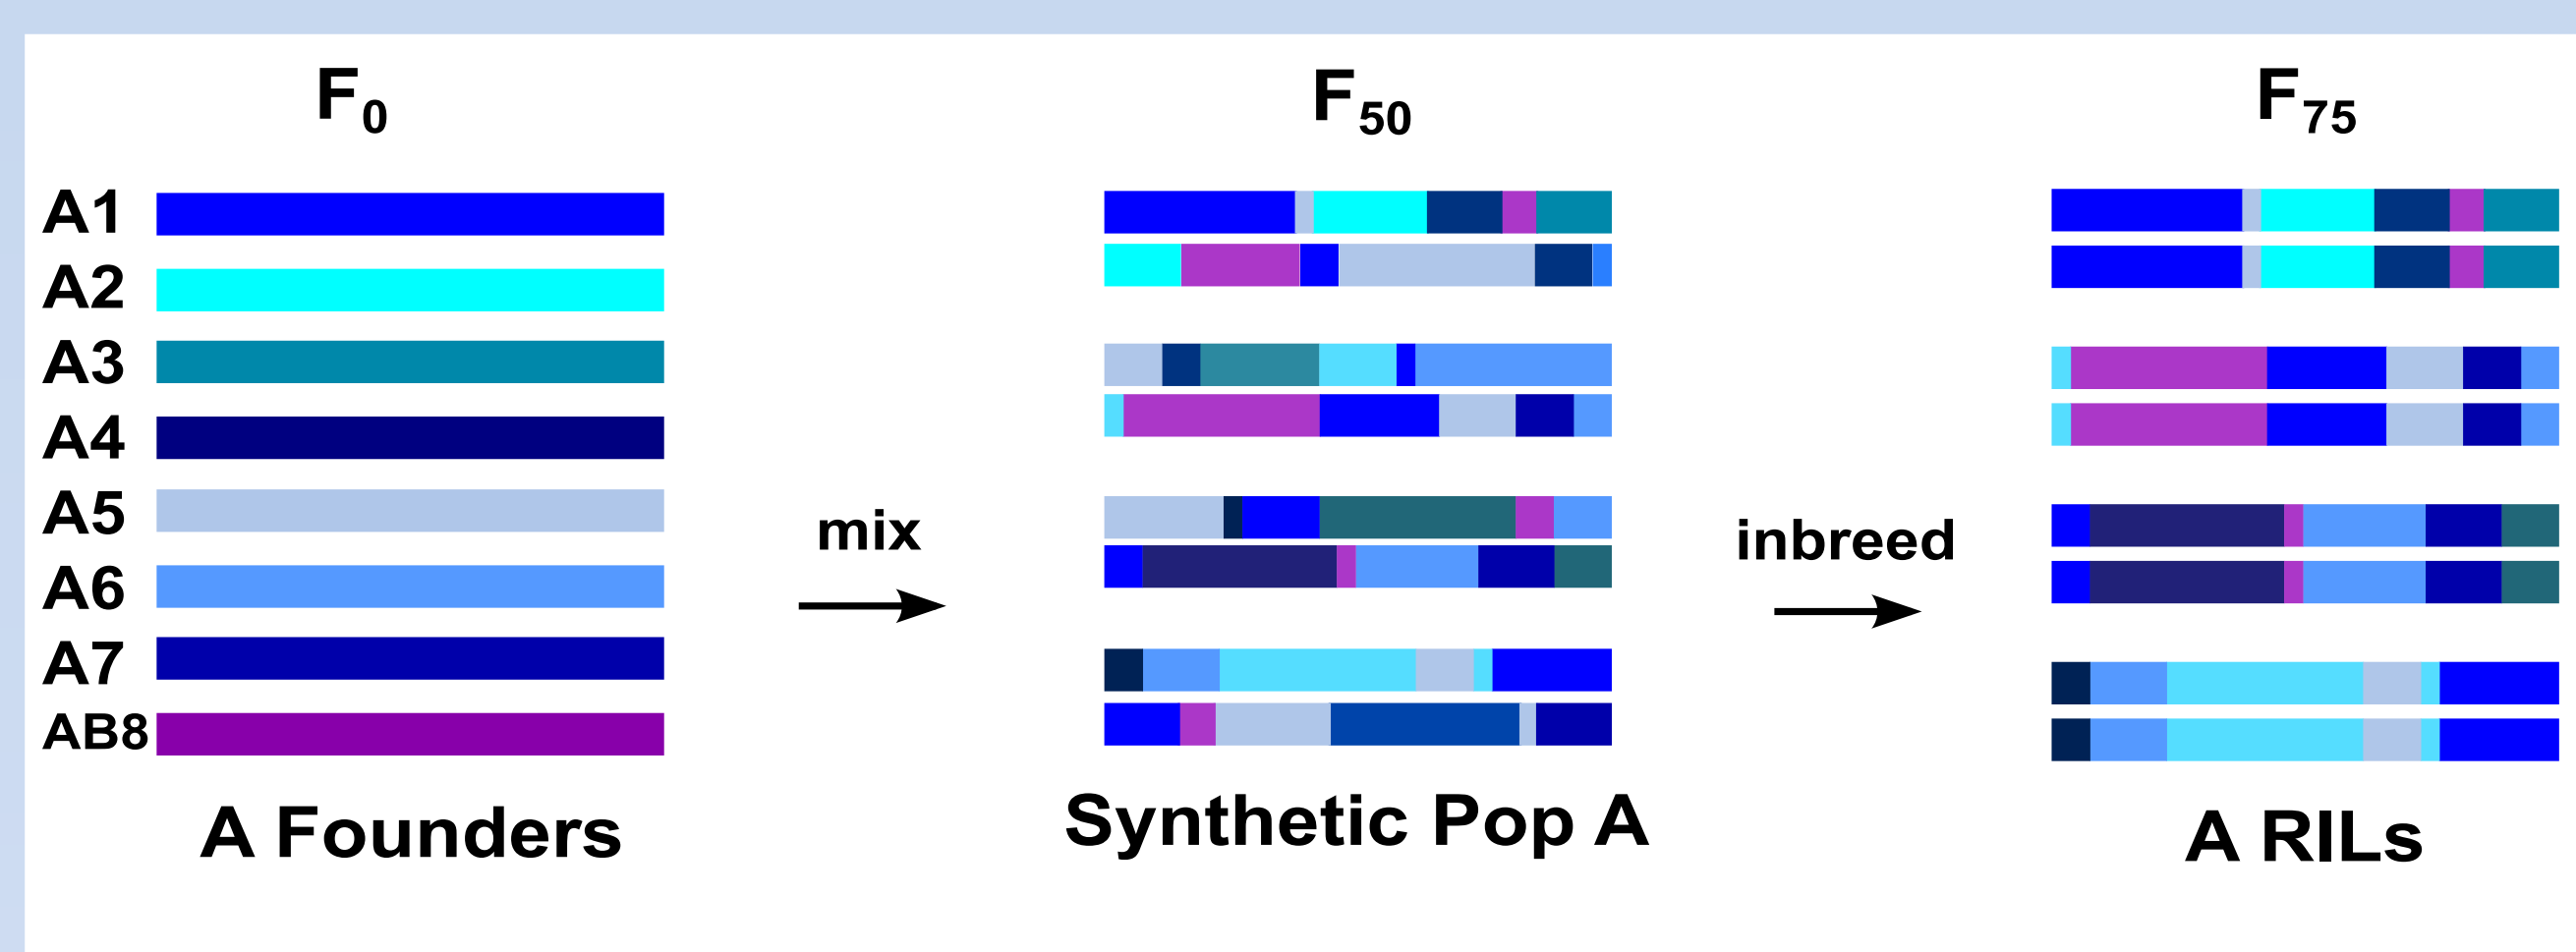 F0
F50
F75
A1
A2
A3
A4
A5
A6
A7
AB8
mix
inbreed
A Founders
Synthetic Pop A
A RILs